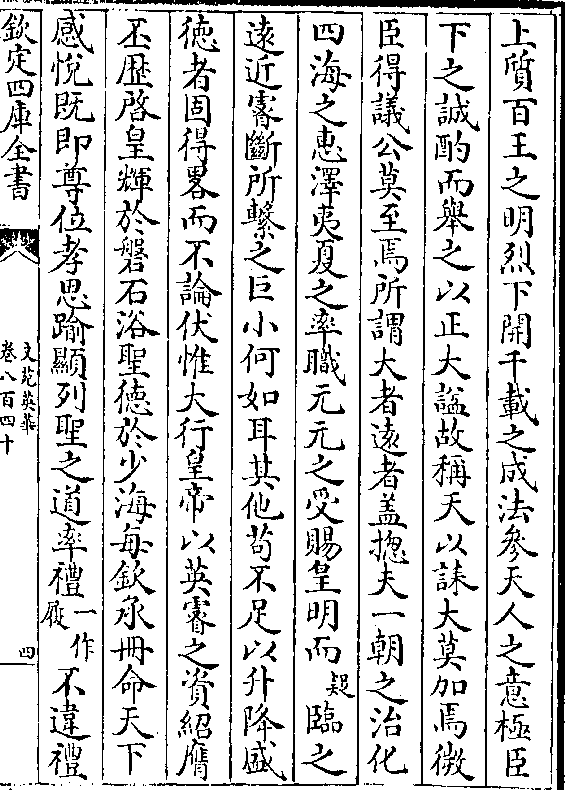 上質百王之明烈下開千載之成法參天人之意極臣
下之誠酌而舉之以正大謚故稱天以誄大莫加焉微
臣得議公莫至焉所謂大者遠者盖揔夫一朝之治化
四海之惠澤夷夏之率職元元之受賜皇明而疑臨之
遠近睿斷所繫之巨小何如耳其他茍不足以升降盛
徳者固得畧而不論伏惟大行皇帝以英睿之資紹膺
丕歴啓皇輝於磐石浴聖徳於少海每欽承冊命天下
感悅既即尊位孝思踰顯列聖之道率禮一作履不違禮
欽定四庫全書
文苑英華
卷八百四十
四